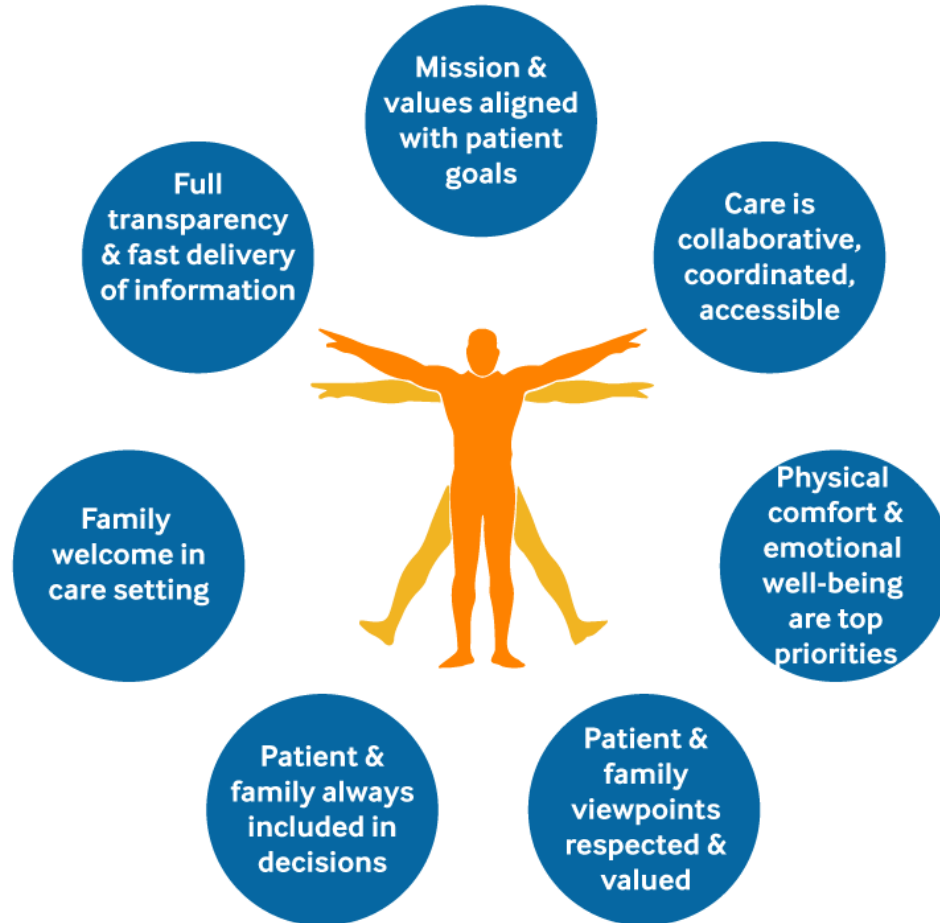 Mission &
values aligned
with patient
goals
Full
transparency
& fast delivery
of information
Care is
collaborative,
coordinated,
accessible
Family
welcome in
care setting
Physical
comfort &
emotional
well-being
are top
priorities
Patient &
family always
included in
decisions
Patient &
family
viewpoints
respected &
valued